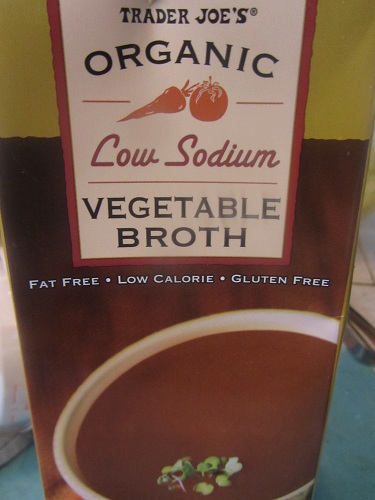 TRADER JOE'S®
ORGANIC
Low Sodium
VEGETABLE
BROTH
FAT FREE • LOW CALORIE • GLUTEN FREE